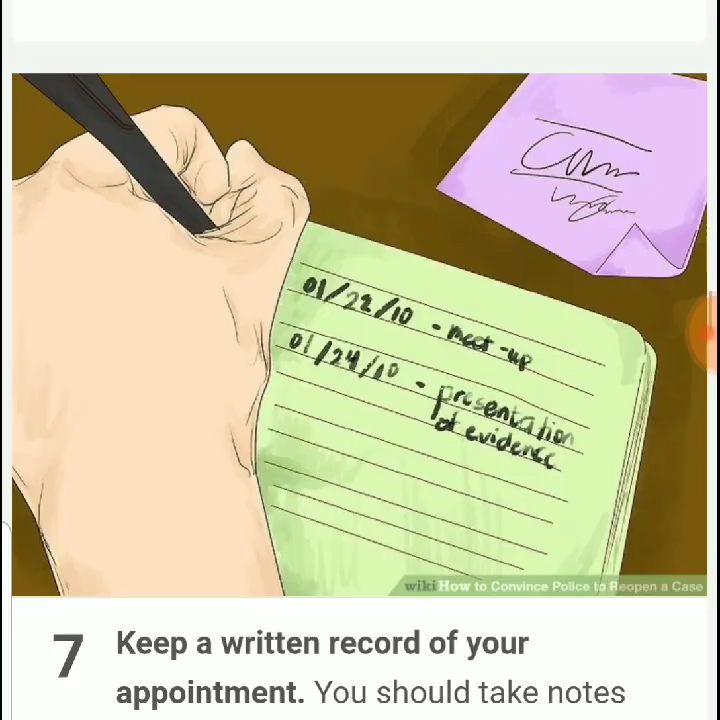 01/22/10 - meet-up
01/24/10 - presentation
of evidence
wikiHow to Convince Police to Reopen a Case
7 Keep a written record of your
appointment. You should take notes